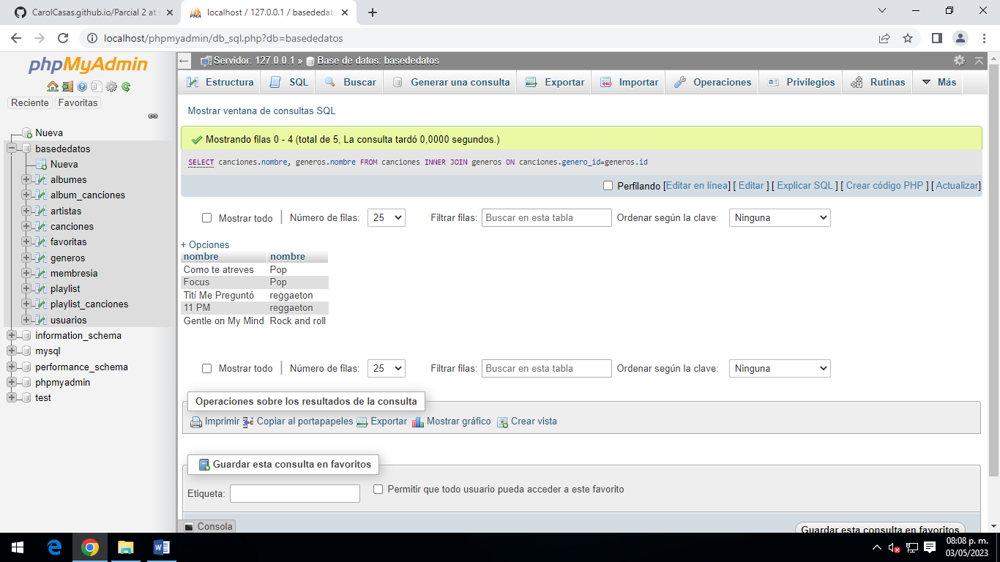 CarolCasas.github.io/Parcial 2 at
localhost / 127.0.0.1 / basededato
localhost/phpmyadmin/db_sql.php?db=basededatos
phpMyAdmin
Reciente Favoritas
Nueva
basededatos
Nueva
albumes
album_canciones
artistas
canciones
favoritas
generos
membresia
playlist
playlist_canciones
usuarios
information_schema
mysql
performance_schema
phpmyadmin
test
Servidor: 127.0.0.1 » Base de datos: basededatos
Estructura SQL Buscar Generar una consulta Exportar Importar Operaciones Privilegios Rutinas Más
Mostrar ventana de consultas SQL
Mostrando filas 0 - 4 (total de 5, La consulta tardó 0,0000 segundos.)
SELECT canciones.nombre, generos.nombre FROM canciones INNER JOIN generos ON canciones.genero_id=generos.id
Perfilando [Editar en línea] [ Editar ] [ Explicar SQL ] [ Crear código PHP ] [ Actualizar]
Mostrar todo | Número de filas: 25 Filtrar filas: Buscar en esta tabla Ordenar según la clave: Ninguna
+ Opciones
nombre nombre
Como te atreves Pop
Focus Pop
Tití Me Preguntó reggaeton
11 PM reggaeton
Gentle on My Mind Rock and roll
Mostrar todo | Número de filas: 25 Filtrar filas: Buscar en esta tabla Ordenar según la clave: Ninguna
Operaciones sobre los resultados de la consulta
Imprimir Copiar al portapapeles Exportar Mostrar gráfico Crear vista
Guardar esta consulta en favoritos
Etiqueta: Permitir que todo usuario pueda acceder a este favorito
Consola
Guardar esta consulta en favoritos
08:08 p. m.
03/05/2023